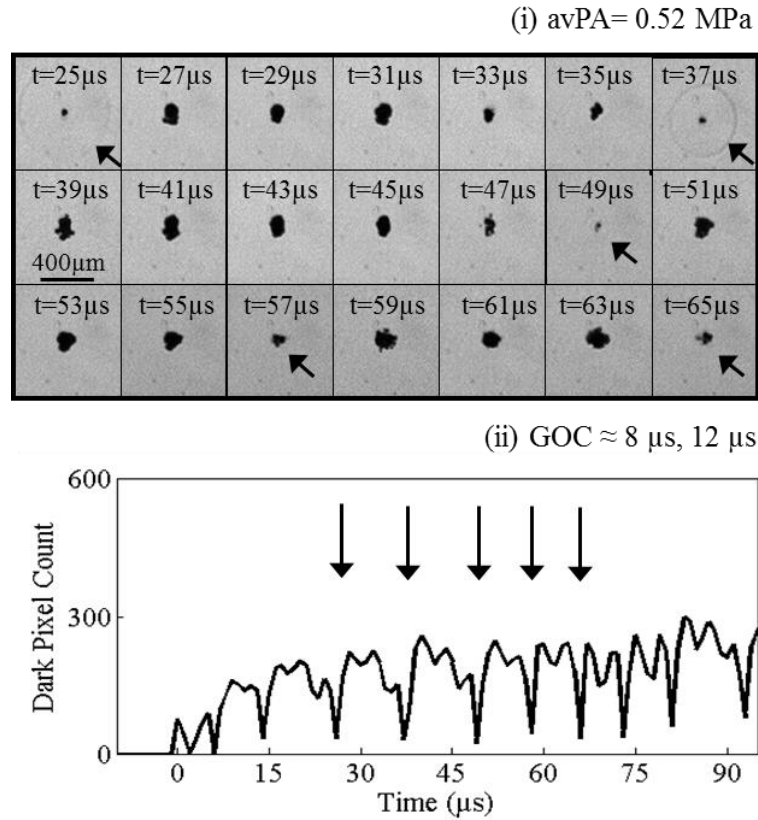 (i) avPA= 0.52 MPa
t=25µs t=27µs t=29µs t=31µs t=33µs t=35µs t=37µs
t=39µs t=41µs t=43µs t=45µs t=47µs t=49µs t=51µs
400µm
t=53µs t=55µs t=57µs t=59µs t=61µs t=63µs t=65µs
(ii) GOC ≈ 8 µs, 12 µs
600
300
0
Dark Pixel Count
0 15 30 45 60 75 90
Time (µs)